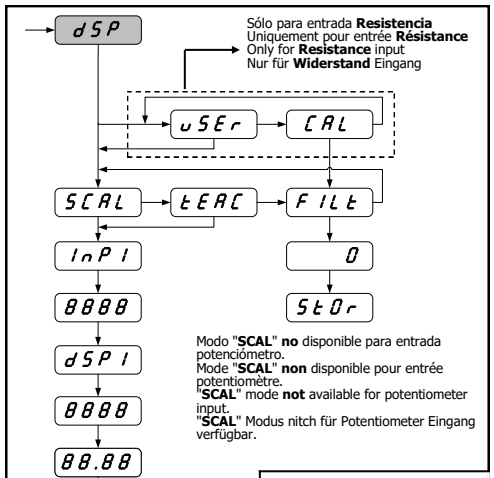 dSP
Sólo para entrada Resistencia
Uniquement pour entrée Résistance
Only for Resistance input
Nur für Widerstand Eingang
uSEr CAL
SCAL tEAC FILt
InP1 0
8888 StOr
Modo "SCAL" no disponible para entrada
potenciómetro.
Mode "SCAL" non disponible pour entrée
potentiomètre.
"SCAL" mode not available for potentiometer
input.
"SCAL" Modus nitch für Potentiometer Eingang
verfügbar.
dSP1
8888
88.88